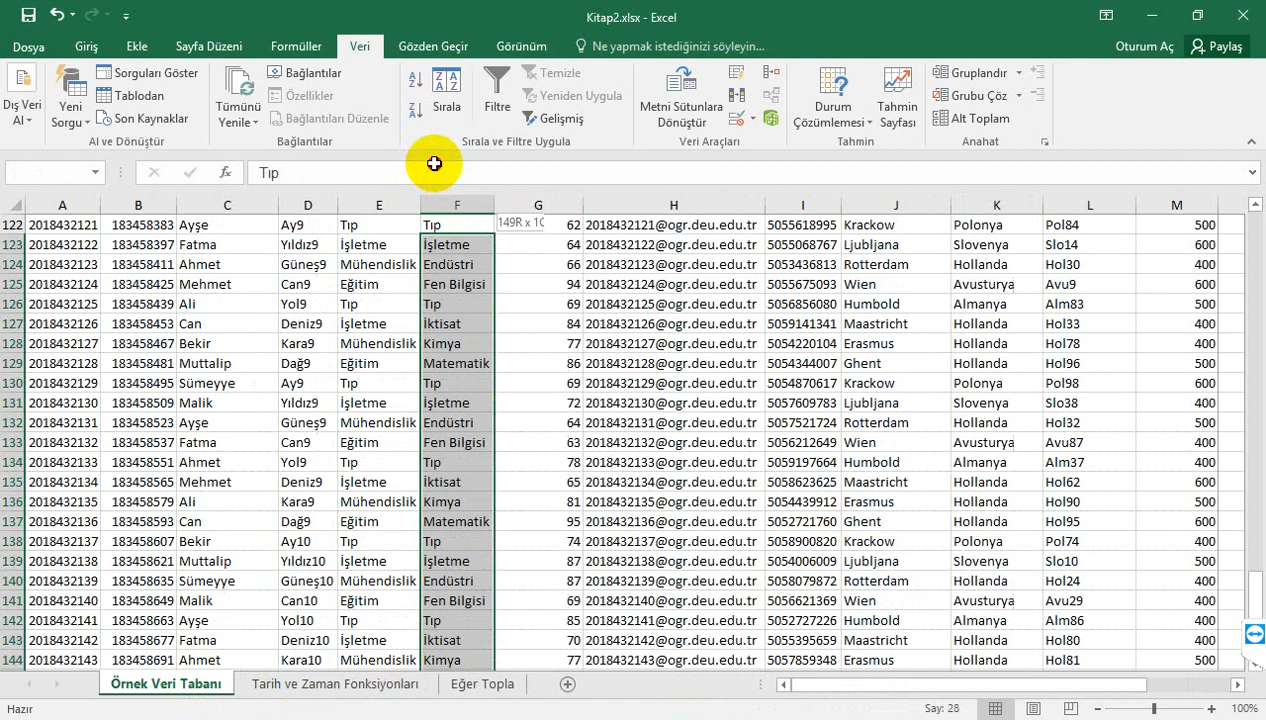 Kitap2.xlsx - Excel
Dosya Giriş Ekle Sayfa Düzeni Formüller Veri Gözden Geçir Görünüm Ne yapmak istediğinizi söyleyin... Oturum Aç Paylaş
Dış Veri Al Yeni Sorgu Sorguları Göster Tablodan Son Kaynaklar Al ve Dönüştür
Tümünü Yenile Bağlantılar Özellikler Bağlantıları Düzenle Bağlantılar
Sırala Filtre Temizle Yeniden Uygula Gelişmiş Sırala ve Filtre Uygula
Metni Sütunlara Dönüştür Veri Araçları
Durum Çözümlemesi Tahmin Sayfası Tahmin
Gruplandır Grubu Çöz Alt Toplam Anahat
fx Tıp
A B C D E F G H I J K L M
122 2018432121 183458383 Ayşe Ay9 Tıp Tıp 149R x 1C 62 2018432121@ogr.deu.edu.tr 5055618995 Krackow Polonya Pol84 500
123 2018432122 183458397 Fatma Yıldız9 İşletme İşletme 64 2018432122@ogr.deu.edu.tr 5055068767 Ljubljana Slovenya Slo14 600
124 2018432123 183458411 Ahmet Güneş9 Mühendislik Endüstri 66 2018432123@ogr.deu.edu.tr 5053436813 Rotterdam Hollanda Hol30 400
125 2018432124 183458425 Mehmet Can9 Eğitim Fen Bilgisi 94 2018432124@ogr.deu.edu.tr 5055675093 Wien Avusturya Avu9 600
126 2018432125 183458439 Ali Yol9 Tıp Tıp 69 2018432125@ogr.deu.edu.tr 5056856080 Humbold Almanya Alm83 400
127 2018432126 183458453 Can Deniz9 İşletme İktisat 84 2018432126@ogr.deu.edu.tr 5059141341 Maastricht Hollanda Hol33 400
128 2018432127 183458467 Bekir Kara9 Mühendislik Kimya 77 2018432127@ogr.deu.edu.tr 5054220104 Erasmus Hollanda Hol78 400
129 2018432128 183458481 Muttalip Dağ9 Eğitim Matematik 86 2018432128@ogr.deu.edu.tr 5054344007 Ghent Hollanda Hol96 400
130 2018432129 183458495 Sümeyye Ay9 Tıp Tıp 69 2018432129@ogr.deu.edu.tr 5054870617 Krackow Polonya Pol98 500
131 2018432130 183458509 Malik Yıldız9 İşletme İşletme 72 2018432130@ogr.deu.edu.tr 5057609783 Ljubljana Slovenya Slo38 400
132 2018432131 183458523 Ayşe Güneş9 Mühendislik Endüstri 64 2018432131@ogr.deu.edu.tr 5057521724 Rotterdam Hollanda Hol32 400
133 2018432132 183458537 Fatma Can9 Eğitim Fen Bilgisi 63 2018432132@ogr.deu.edu.tr 5056212649 Wien Avusturya Avu87 400
134 2018432133 183458551 Ahmet Yol9 Tıp Tıp 78 2018432133@ogr.deu.edu.tr 5059197664 Humbold Almanya Alm37 400
135 2018432134 183458565 Mehmet Deniz9 İşletme İktisat 65 2018432134@ogr.deu.edu.tr 5058623625 Maastricht Hollanda Hol62 600
136 2018432135 183458579 Ali Kara9 Mühendislik Kimya 81 2018432135@ogr.deu.edu.tr 5054439912 Erasmus Hollanda Hol90 500
137 2018432136 183458593 Can Dağ9 Eğitim Matematik 95 2018432136@ogr.deu.edu.tr 5052721760 Ghent Hollanda Hol95 500
138 2018432137 183458607 Bekir Ay10 Tıp Tıp 74 2018432137@ogr.deu.edu.tr 5058900820 Krackow Polonya Pol74 400
139 2018432138 183458621 Muttalip Yıldız10 İşletme İşletme 87 2018432138@ogr.deu.edu.tr 5054006009 Ljubljana Slovenya Slo10 500
140 2018432139 183458635 Sümeyye Güneş10 Mühendislik Endüstri 87 2018432139@ogr.deu.edu.tr 5058079872 Rotterdam Hollanda Hol24 400
141 2018432140 183458649 Malik Can10 Eğitim Fen Bilgisi 69 2018432140@ogr.deu.edu.tr 5056621369 Wien Avusturya Avu29 400
142 2018432141 183458663 Ayşe Yol10 Tıp Tıp 85 2018432141@ogr.deu.edu.tr 5052727226 Humbold Almanya Alm86 400
143 2018432142 183458677 Fatma Deniz10 İşletme İktisat 70 2018432142@ogr.deu.edu.tr 5055393951 Maastricht Hollanda Hol80 400
144 2018432143 183458691 Ahmet Kara10 Mühendislik Kimya 77 2018432143@ogr.deu.edu.tr 5057859348 Erasmus Hollanda Hol81 500
Örnek Veri Tabanı Tarih ve Zaman Fonksiyonları Eğer Topla
Hazır Say: 28 100%